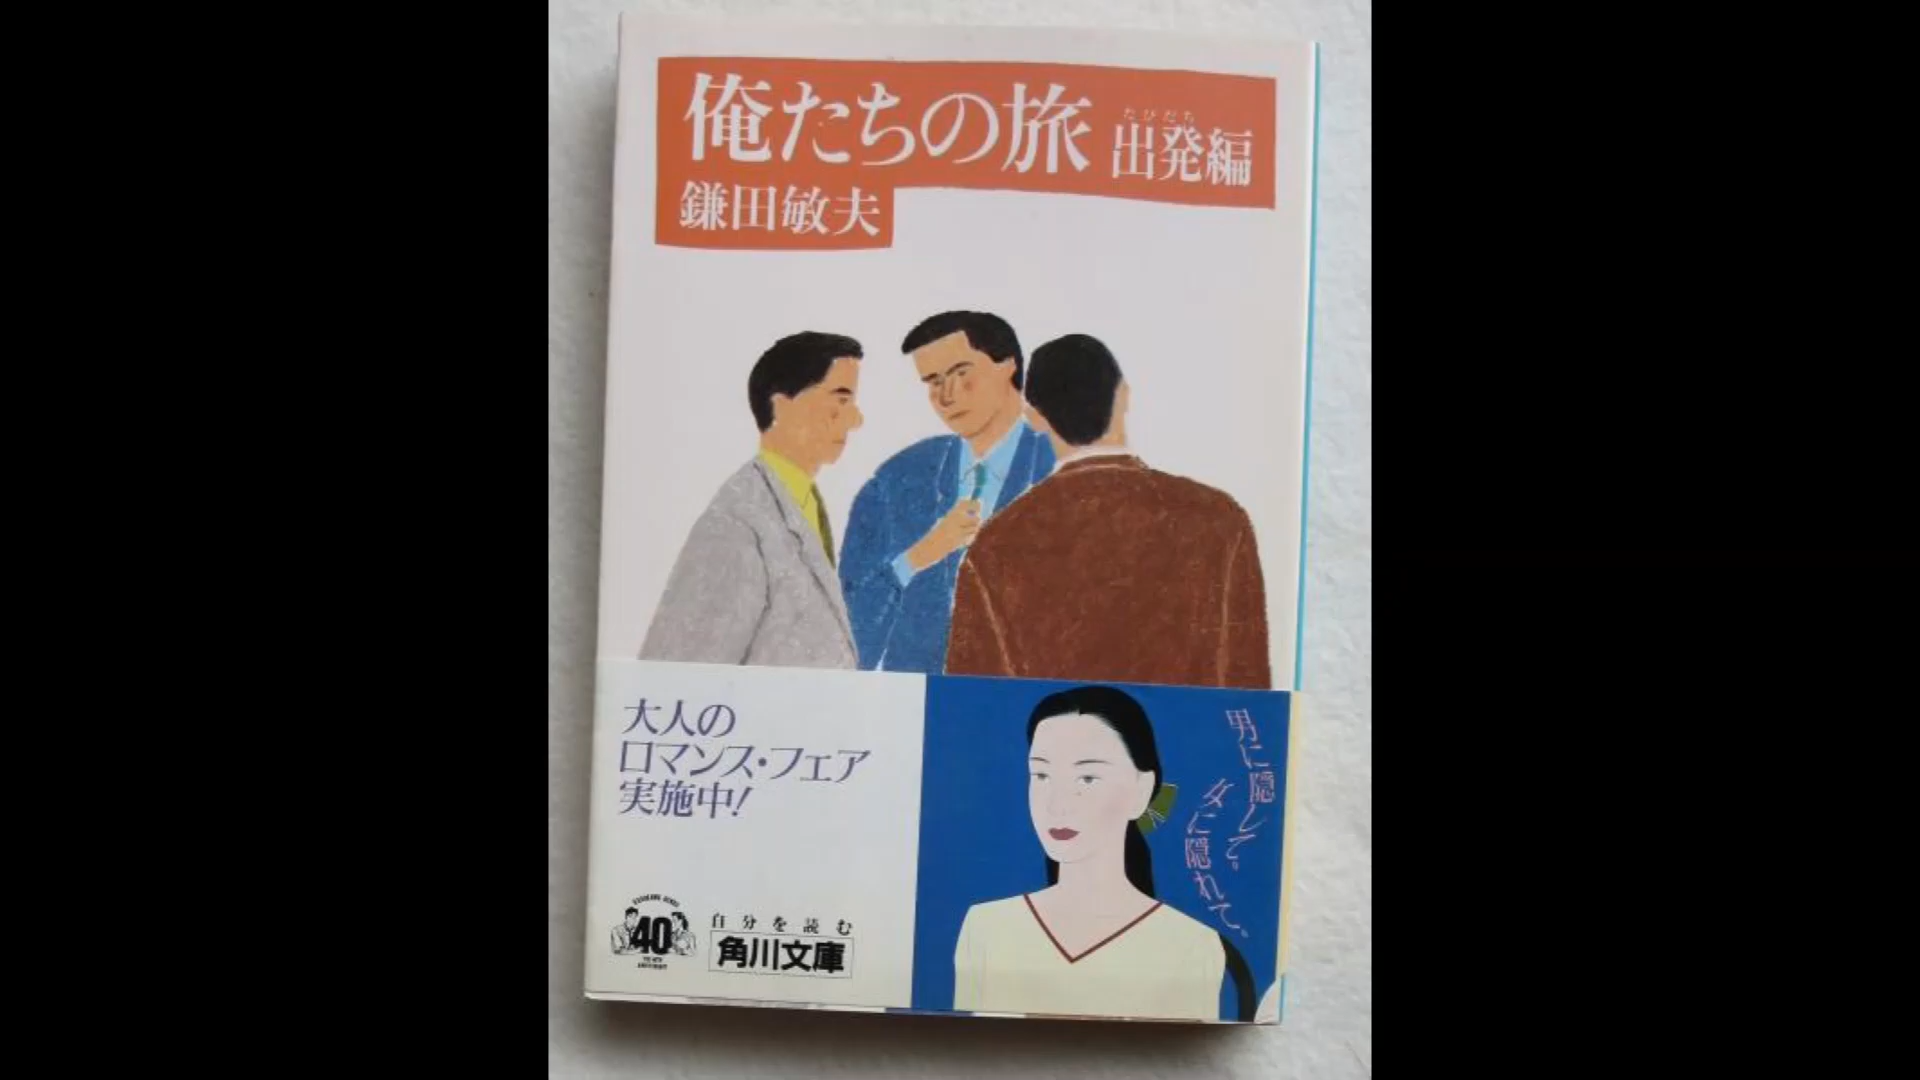 俺たちの旅 出発編
たびだち
鎌田敏夫
大人の
ロマンス・フェア
実施中!
男に隠して。
女に隠れて、
40
自分を読む
角川文庫